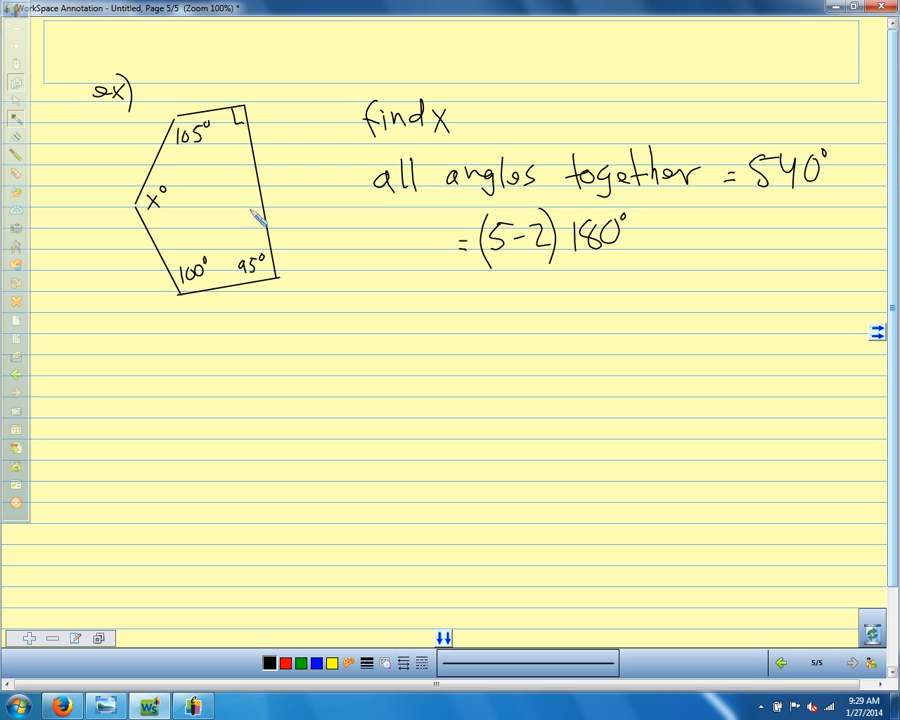 WorkSpace Annotation - Untitled, Page 5/5 (Zoom 100%) *
ex)
find x
105°
all angles together = 540°
x°
= (5-2) 180°
100° 95°
5/5
9:29 AM
1/27/2014